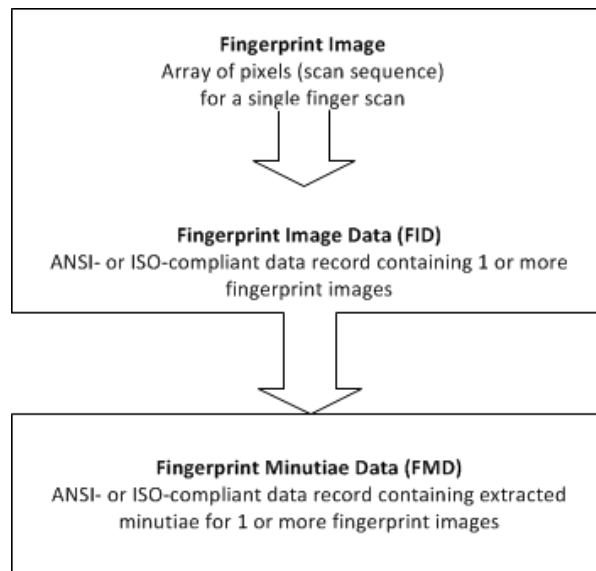 Fingerprint Image
Array of pixels (scan sequence)
for a single finger scan
Fingerprint Image Data (FID)
ANSI- or ISO-compliant data record containing 1 or more
fingerprint images
Fingerprint Minutiae Data (FMD)
ANSI- or ISO-compliant data record containing extracted
minutiae for 1 or more fingerprint images